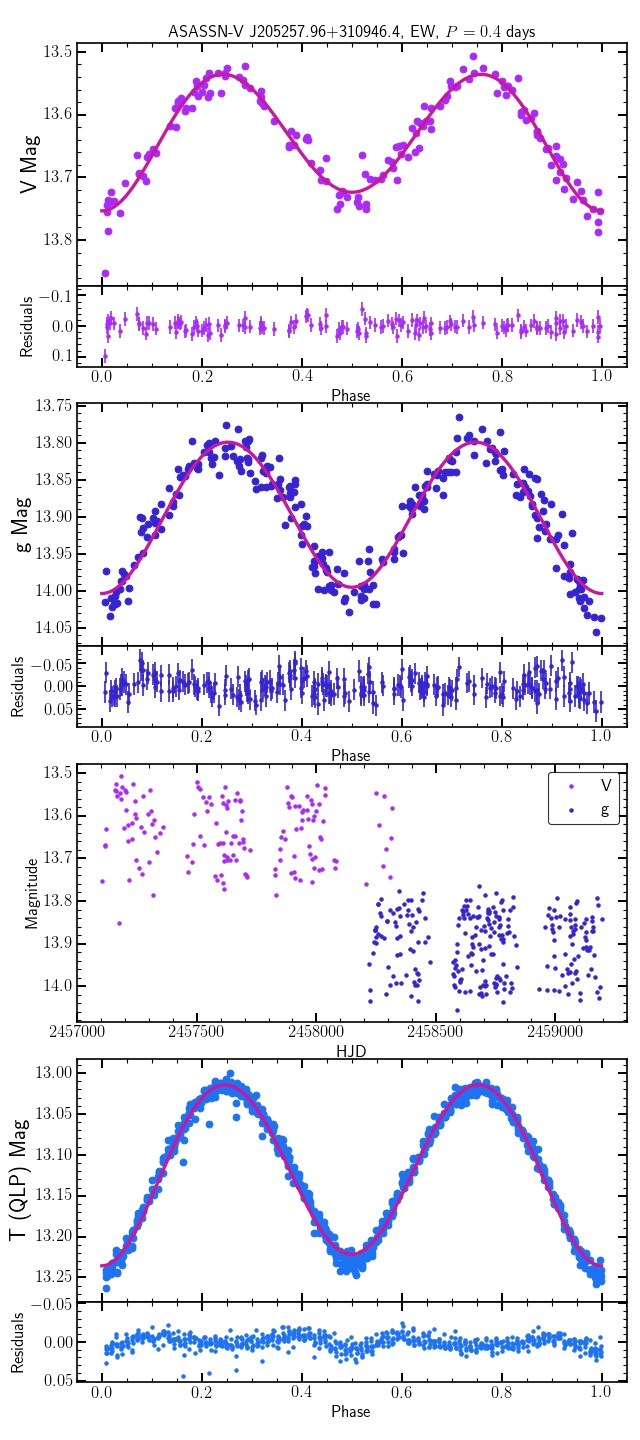 ASASSN-V J205257.96+310946.4, EW, P = 0.4 days
13.5
13.6
13.7
13.8
V Mag
−0.1
0.0
0.1
Residuals
0.0 0.2 0.4 0.6 0.8 1.0
Phase
13.75
13.80
13.85
13.90
13.95
14.00
14.05
g Mag
−0.05
0.00
0.05
Residuals
0.0 0.2 0.4 0.6 0.8 1.0
Phase
13.5
13.6
13.7
13.8
13.9
14.0
Magnitude
V
g
2457000 2457500 2458000 2458500 2459000
HJD
13.00
13.05
13.10
13.15
13.20
13.25
T (QLP) Mag
−0.05
0.00
0.05
Residuals
0.0 0.2 0.4 0.6 0.8 1.0
Phase